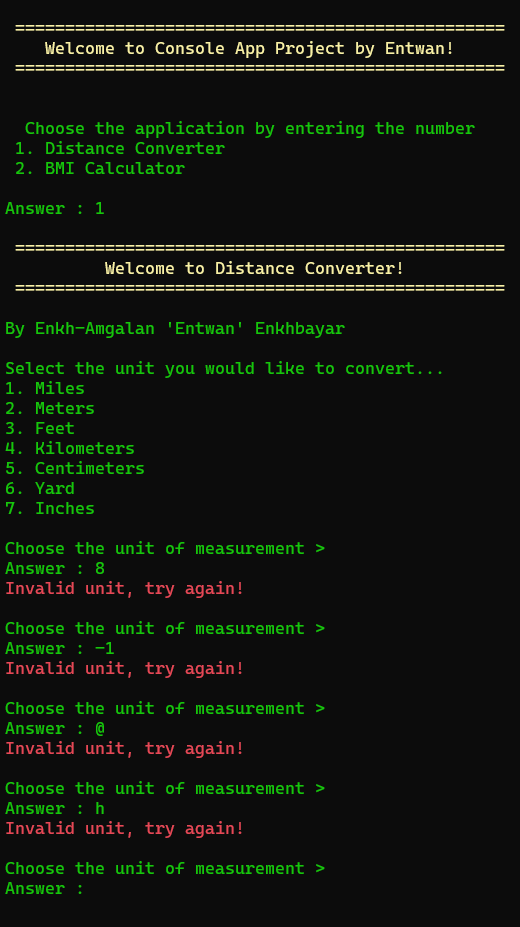 =================================================
Welcome to Console App Project by Entwan!
=================================================
Choose the application by entering the number
1. Distance Converter
2. BMI Calculator
Answer : 1
=================================================
Welcome to Distance Converter!
=================================================
By Enkh-Amgalan 'Entwan' Enkhbayar
Select the unit you would like to convert...
1. Miles
2. Meters
3. Feet
4. Kilometers
5. Centimeters
6. Yard
7. Inches
Choose the unit of measurement >
Answer : 8
Invalid unit, try again!
Choose the unit of measurement >
Answer : -1
Invalid unit, try again!
Choose the unit of measurement >
Answer : @
Invalid unit, try again!
Choose the unit of measurement >
Answer : h
Invalid unit, try again!
Choose the unit of measurement >
Answer :